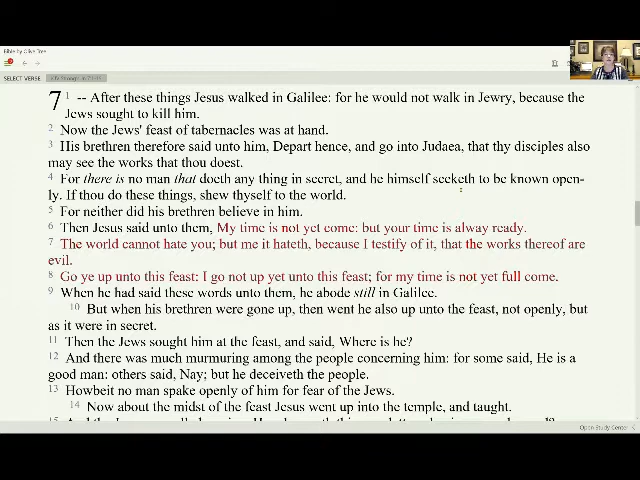 Bible by Olive Tree
SELECT VERSE
7 1 -- After these things Jesus walked in Galilee: for he would not walk in Jewry, because the
Jews sought to kill him.
2 Now the Jews' feast of tabernacles was at hand.
3 His brethren therefore said unto him, Depart hence, and go into Judaea, that thy disciples also
may see the works that thou doest.
4 For there is no man that doeth any thing in secret, and he himself seeketh to be known open-
ly. If thou do these things, shew thyself to the world.
5 For neither did his brethren believe in him.
6 Then Jesus said unto them, My time is not yet come: but your time is alway ready.
7 The world cannot hate you; but me it hateth, because I testify of it, that the works thereof are
evil.
8 Go ye up unto this feast: I go not up yet unto this feast; for my time is not yet full come.
9 When he had said these words unto them, he abode still in Galilee.
10 But when his brethren were gone up, then went he also up unto the feast, not openly, but
as it were in secret.
11 Then the Jews sought him at the feast, and said, Where is he?
12 And there was much murmuring among the people concerning him: for some said, He is a
good man: others said, Nay; but he deceiveth the people.
13 Howbeit no man spake openly of him for fear of the Jews.
14 Now about the midst of the feast Jesus went up into the temple, and taught.
Open Study Center